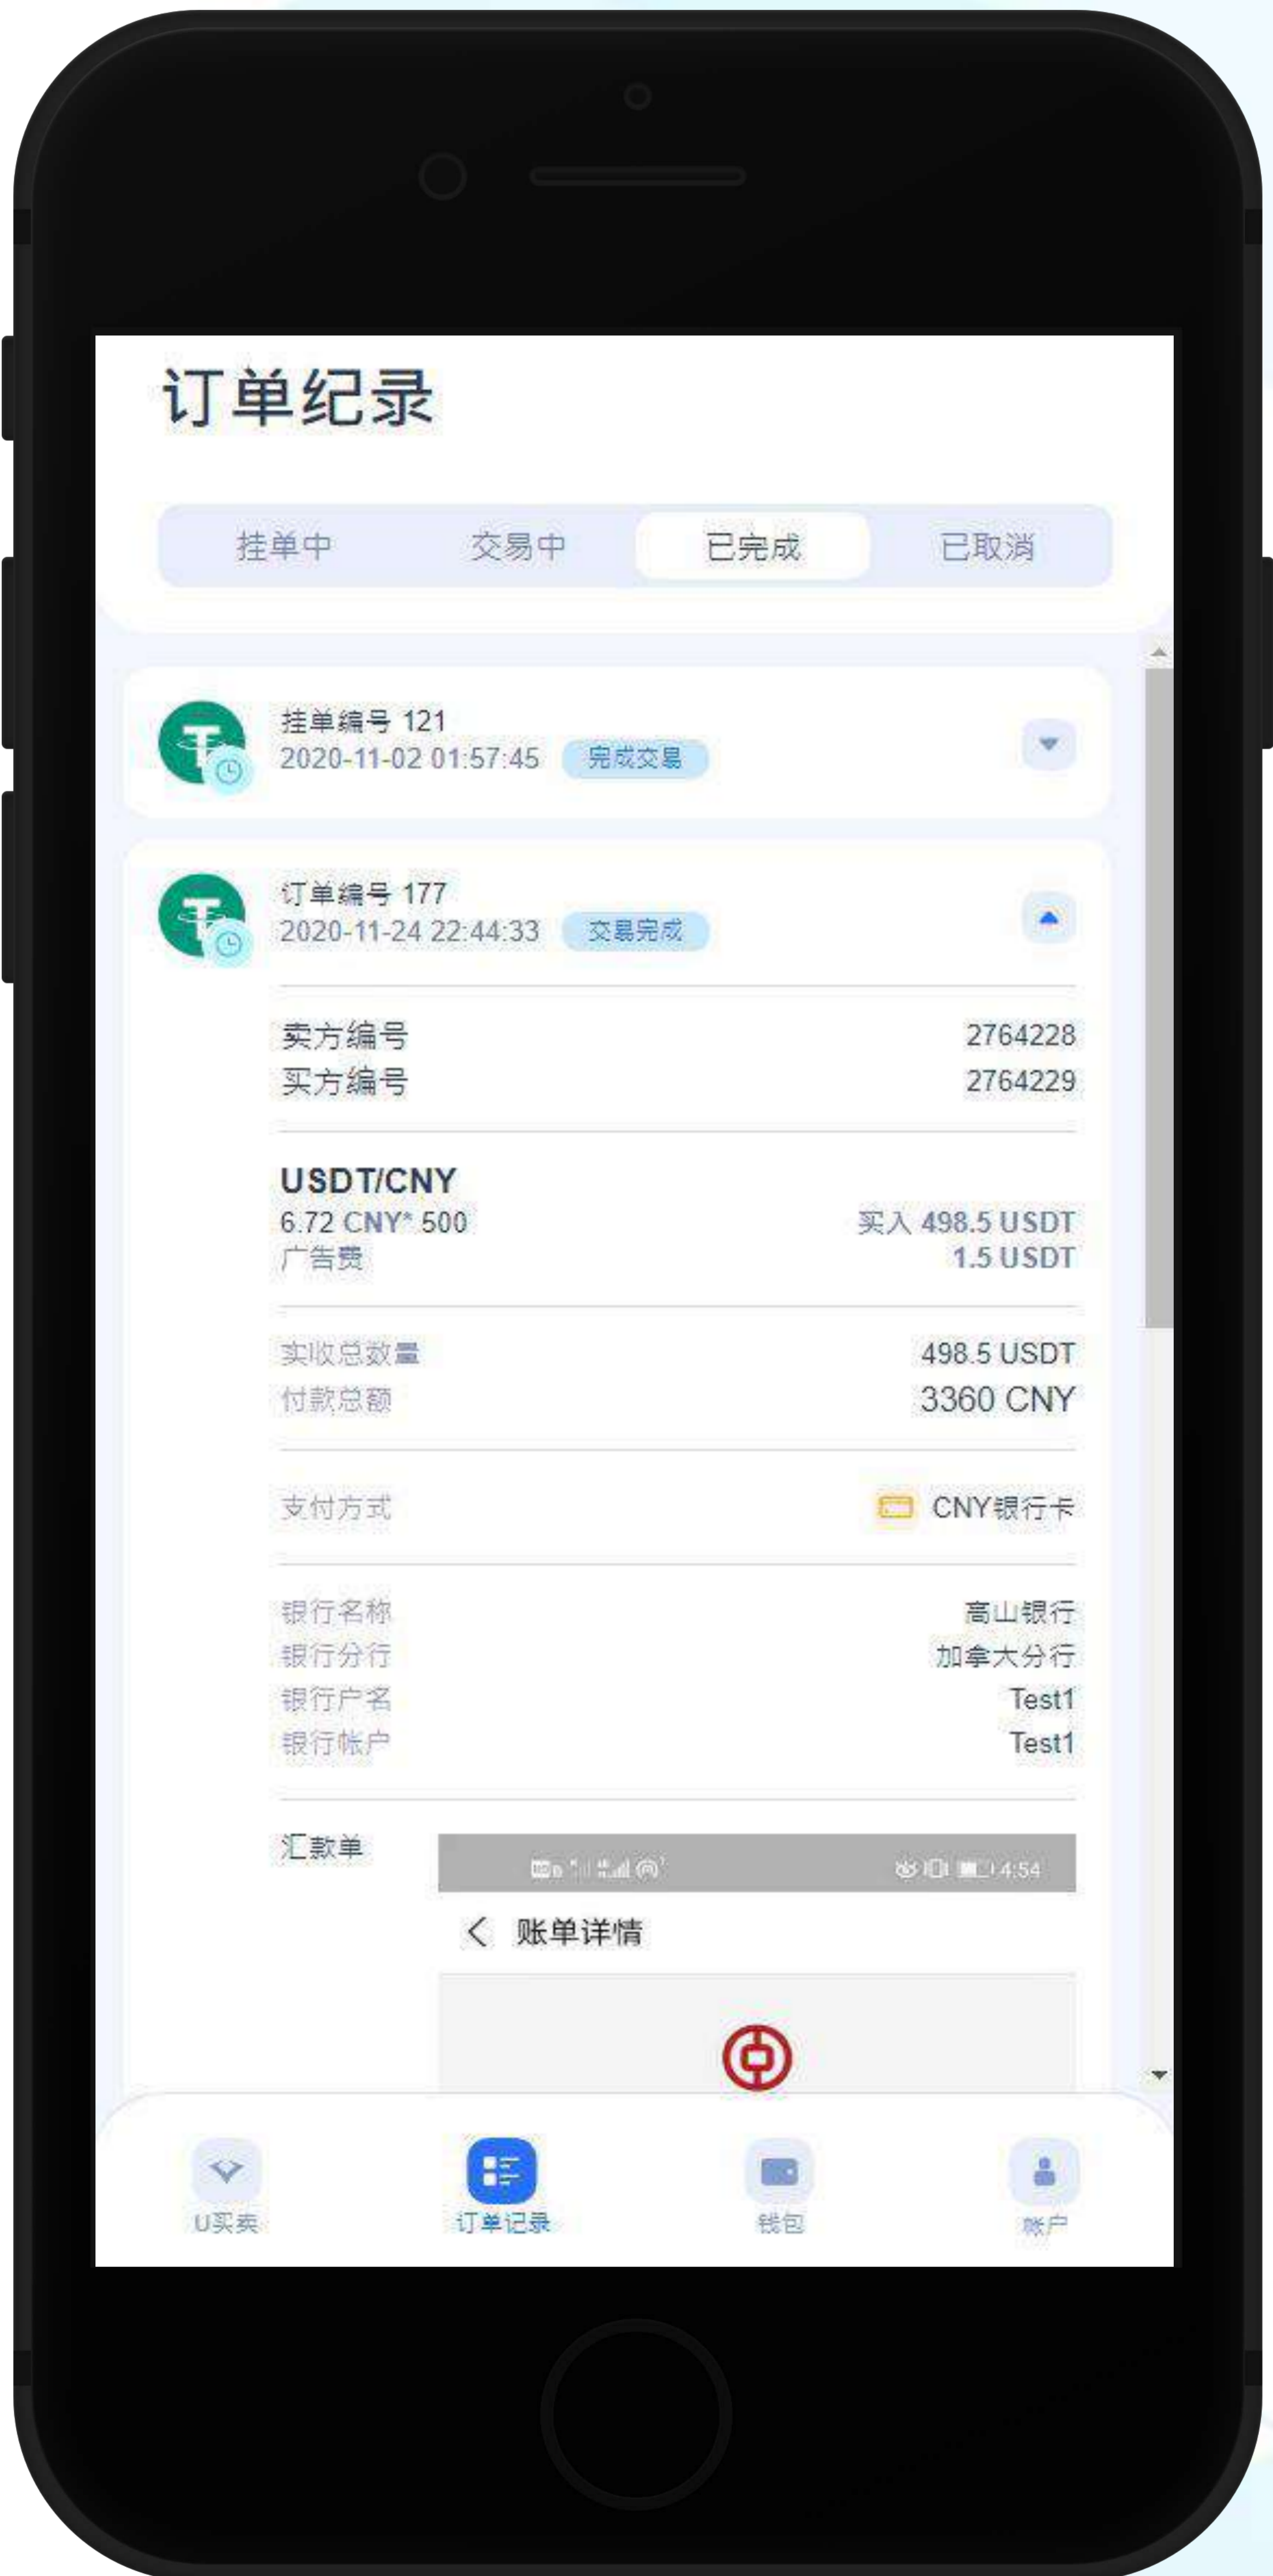 订单纪录
挂单中 交易中 已完成 已取消
挂单编号 121
2020-11-02 01:57:45 完成交易
订单编号 177
2020-11-24 22:44:33 交易完成
卖方编号 2764228
买方编号 2764229
USDT/CNY
6.72 CNY* 500 买入 498.5 USDT
广告费 1.5 USDT
实收总数量 498.5 USDT
付款总额 3360 CNY
支付方式 CNY银行卡
银行名称 高山银行
银行分行 加拿大分行
银行户名 Test1
银行帐户 Test1
汇款单
4:54
账单详情
U买卖 订单记录 钱包 帐户